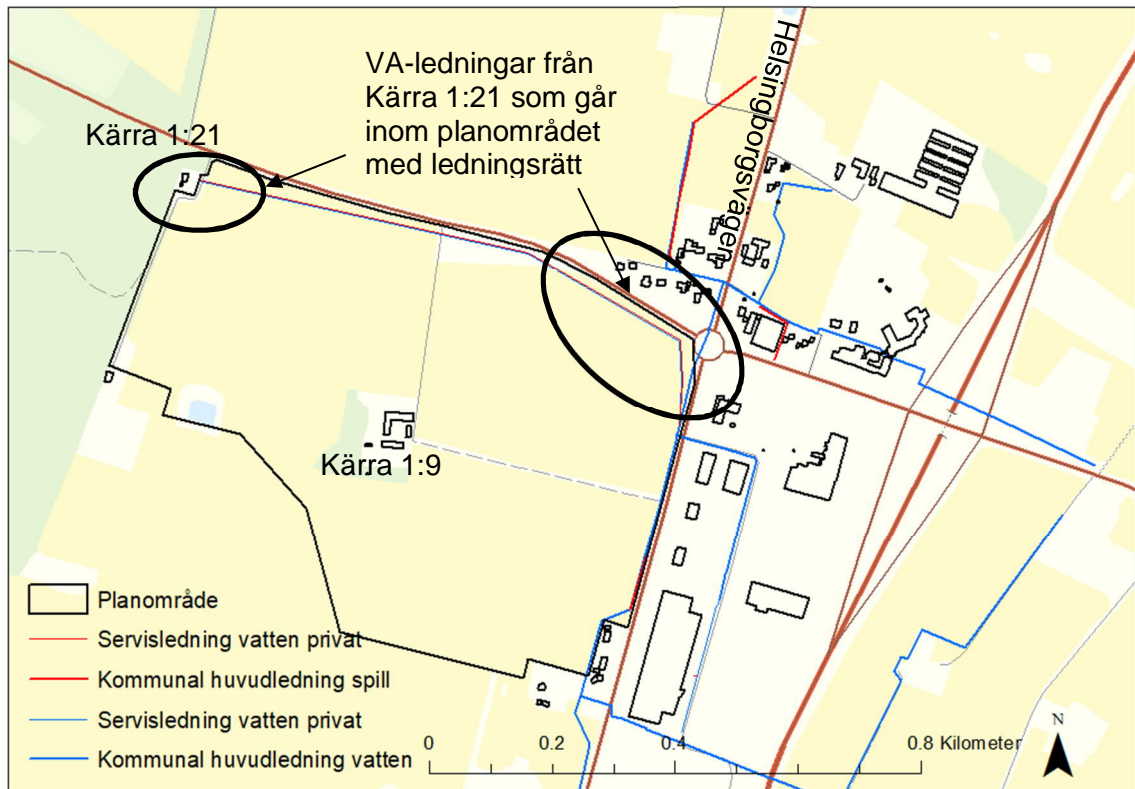 VA-ledningar från
Kärra 1:21 som går
inom planområdet
med ledningsrätt
Kärra 1:21
Helsingborgsvägen
Kärra 1:9
Planområde
Servisledning vatten privat
Kommunal huvudledning spill
Servisledning vatten privat
Kommunal huvudledning vatten
0 0.2 0.4 0.8 Kilometer
N